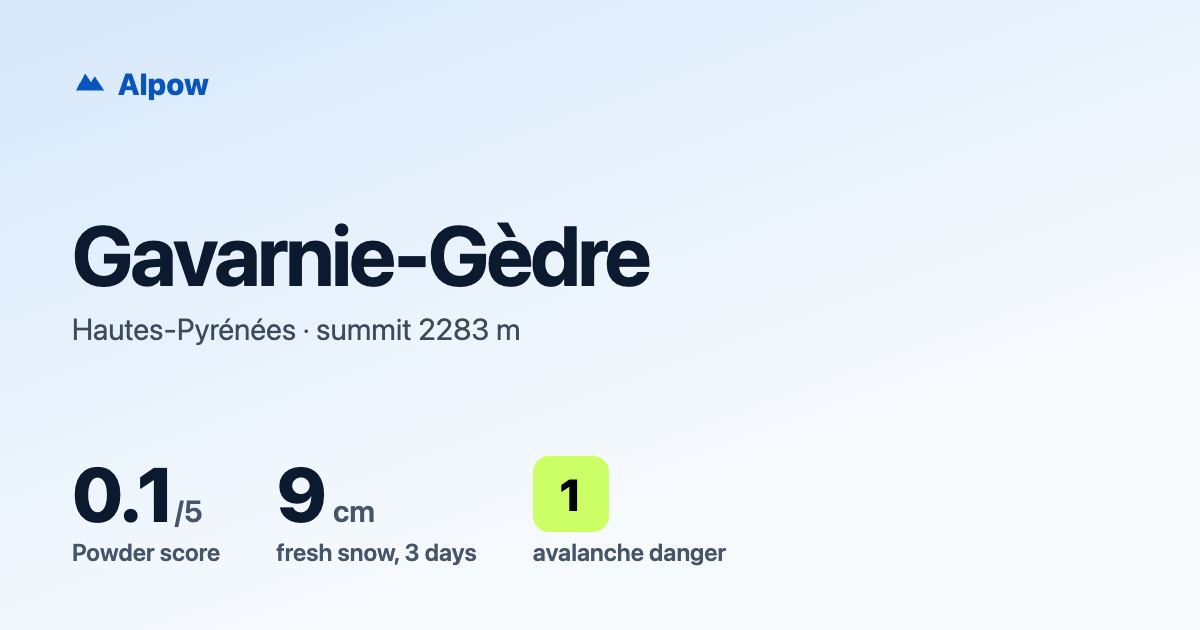 Alpow
Gavarnie-Gèdre
Hautes-Pyrénées · summit 2283 m
0.1/5
Powder score
9 cm
fresh snow, 3 days
1
avalanche danger